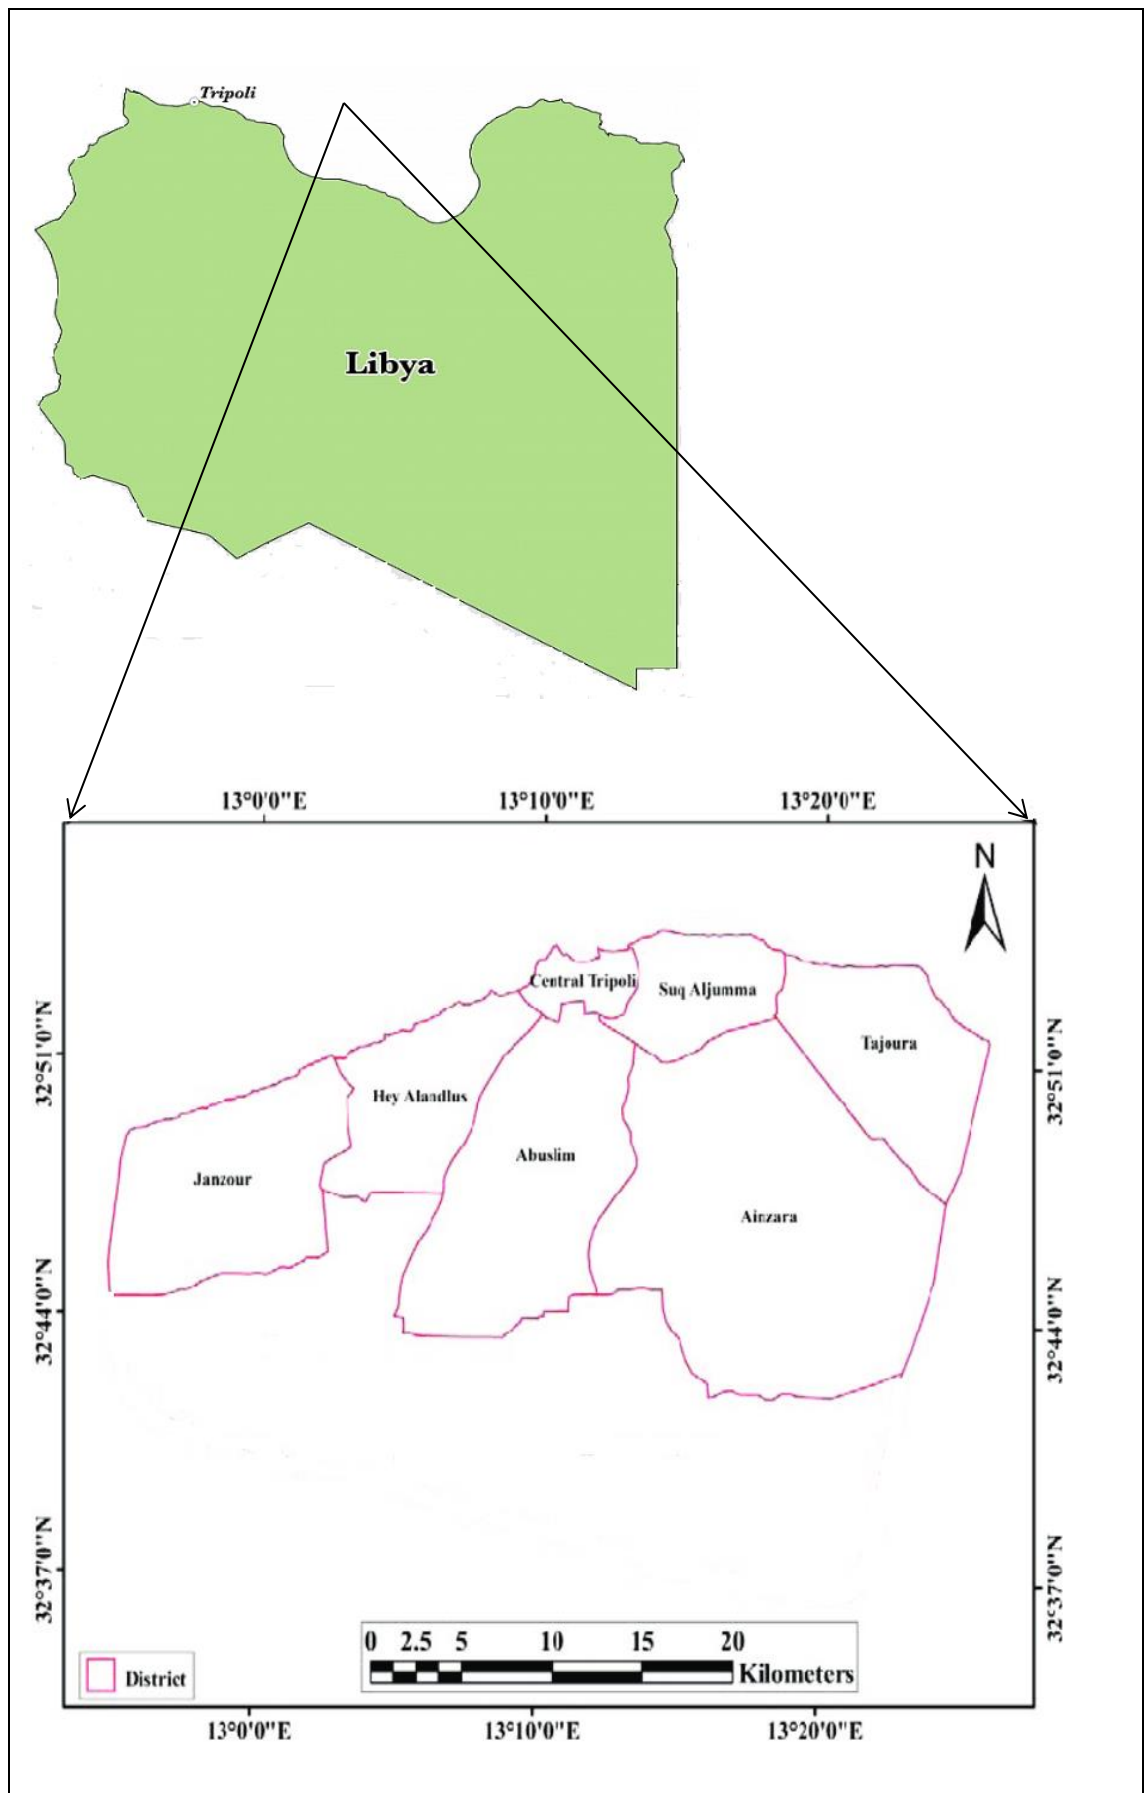 Tripoli
Libya
13°0'0"E 13°10'0"E 13°20'0"E
N
Central Tripoli
Suq Aljumma
Tajoura
32°51'0"N
32°51'0"N
Hey Alandlus
Abuslim
Janzour
Ainzara
32°44'0"N
32°44'0"N
32°37'0"N
32°37'0"N
0 2.5 5 10 15 20
Kilometers
District
13°0'0"E 13°10'0"E 13°20'0"E